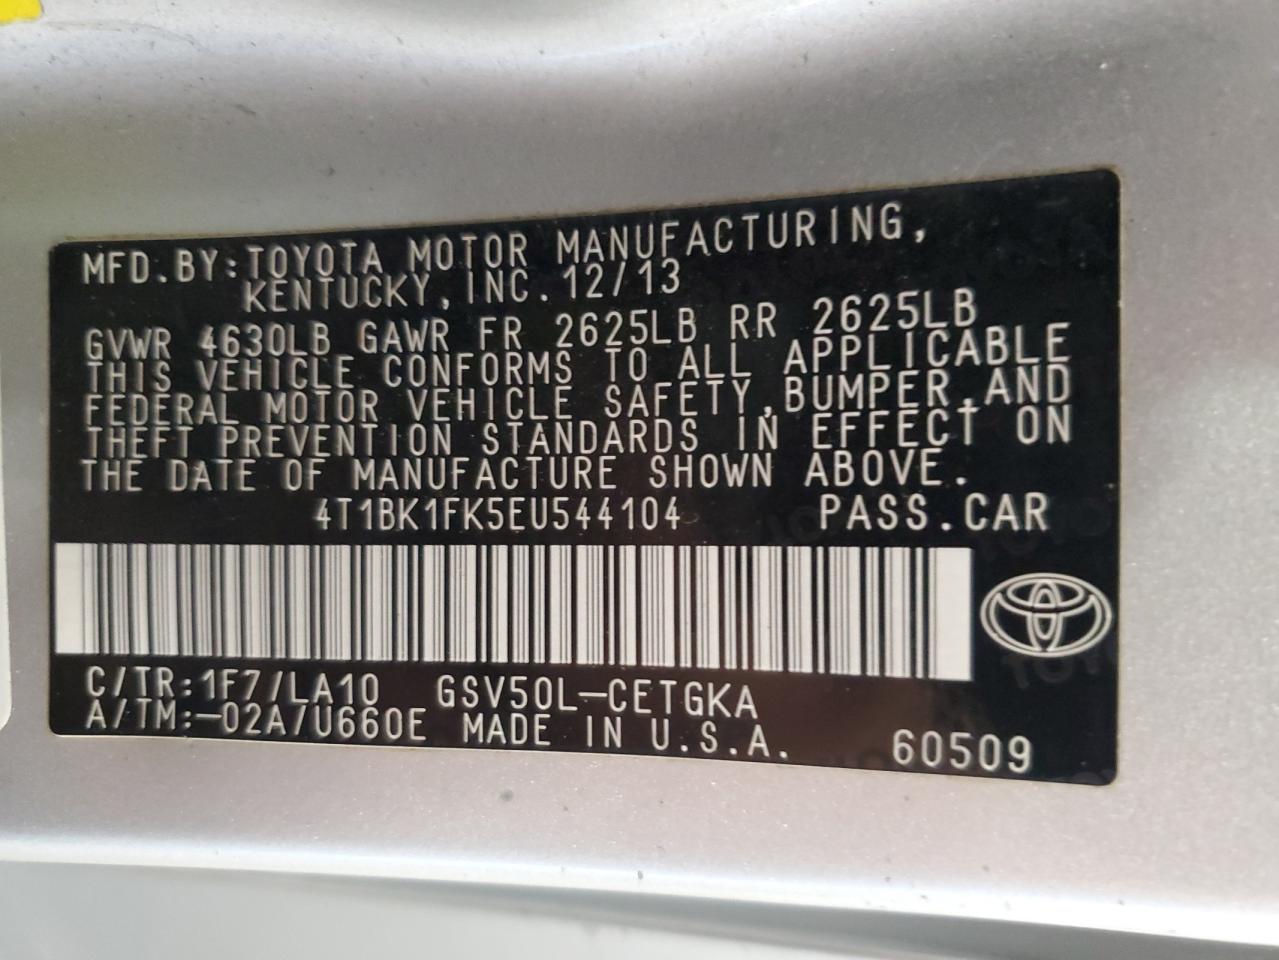 MFD.BY:TOYOTA MOTOR MANUFACTURING,
KENTUCKY,INC.12/13
GVWR 4630LB GAWR FR 2625LB RR 2625LB
THIS VEHICLE CONFORMS TO ALL APPLICABLE
FEDERAL MOTOR VEHICLE SAFETY,BUMPER,AND
THEFT PREVENTION STANDARDS IN EFFECT ON
THE DATE OF MANUFACTURE SHOWN ABOVE.
4T1BK1FK5EU544104 PASS.CAR
C/TR:1F7/LA10 GSV50L-CETGKA
A/TM:-02A/U660E MADE IN U.S.A. 60509